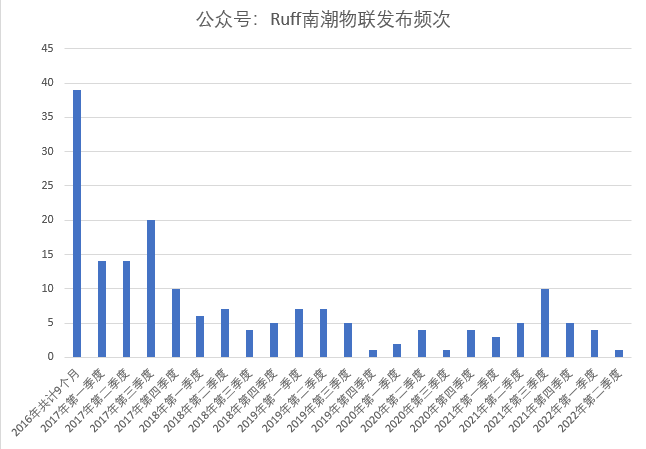 公众号：Ruff南潮物联发布频次
45
40
35
30
25
20
15
10
5
0
2016年共计9个月
2017年第一季度
2017年第二季度
2017年第三季度
2017年第四季度
2018年第一季度
2018年第二季度
2018年第三季度
2018年第四季度
2019年第一季度
2019年第二季度
2019年第三季度
2019年第四季度
2020年第一季度
2020年第二季度
2020年第三季度
2020年第四季度
2021年第一季度
2021年第二季度
2021年第三季度
2021年第四季度
2022年第一季度
2022年第二季度